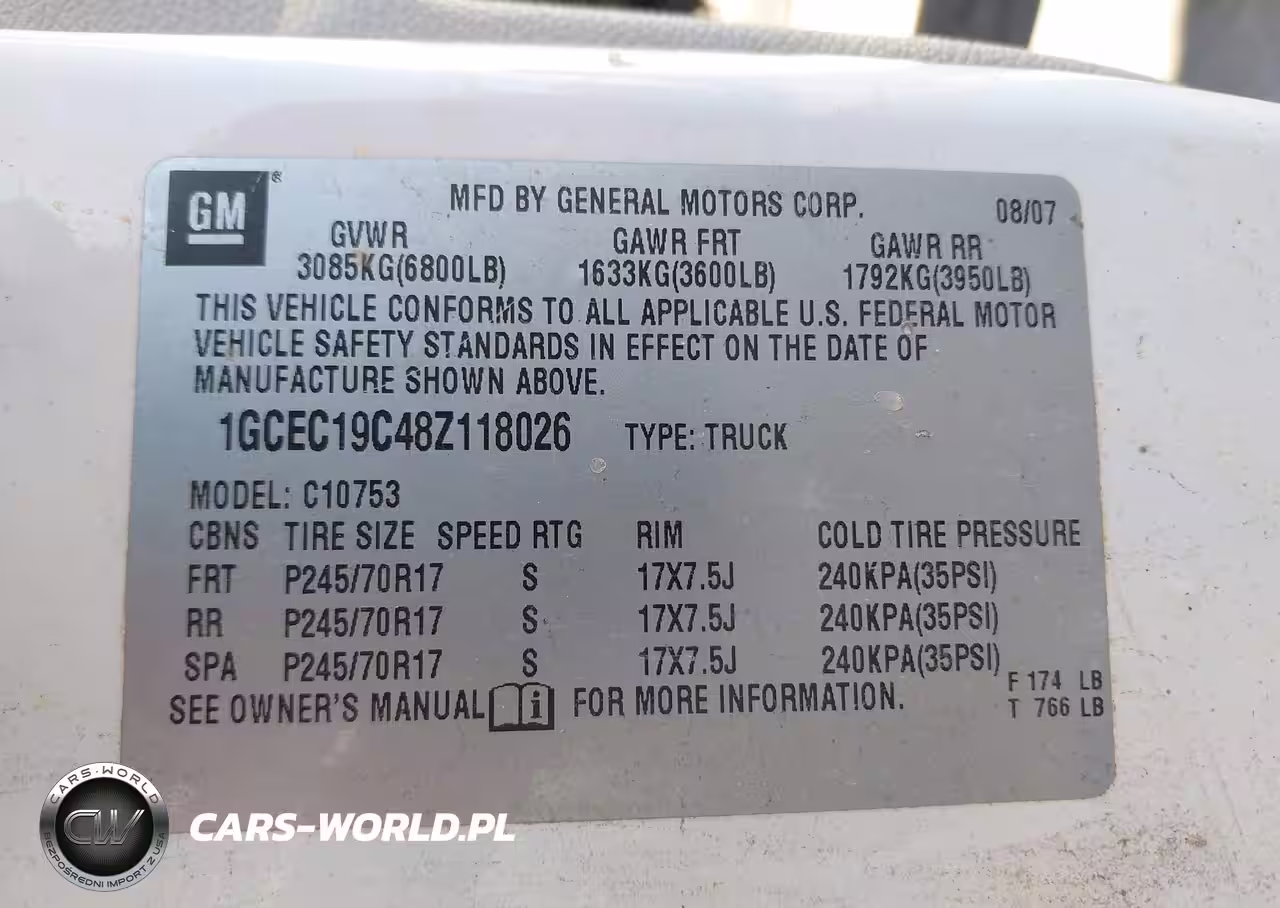 GM®
MFD BY GENERAL MOTORS CORP. 08/07
GVWR GAWR FRT GAWR RR
3085KG(6800LB) 1633KG(3600LB) 1792KG(3950LB)
THIS VEHICLE CONFORMS TO ALL APPLICABLE U.S. FEDERAL MOTOR
VEHICLE SAFETY STANDARDS IN EFFECT ON THE DATE OF
MANUFACTURE SHOWN ABOVE.
1GCEC19C48Z118026 TYPE: TRUCK
MODEL: C10753
CBNS TIRE SIZE SPEED RTG RIM COLD TIRE PRESSURE
FRT P245/70R17 S 17X7.5J 240KPA(35PSI)
RR P245/70R17 S 17X7.5J 240KPA(35PSI)
SPA P245/70R17 S 17X7.5J 240KPA(35PSI)
F 174 LB
SEE OWNER'S MANUAL i FOR MORE INFORMATION. T 766 LB
CARS-WORLD
CW
BEZPOŚREDNI IMPORT Z USA
CARS-WORLD.PL